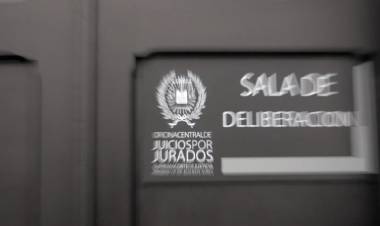 SALA DE
DELIBERACION
OFICINA CENTRAL DE
JUICIOS POR
JURADOS